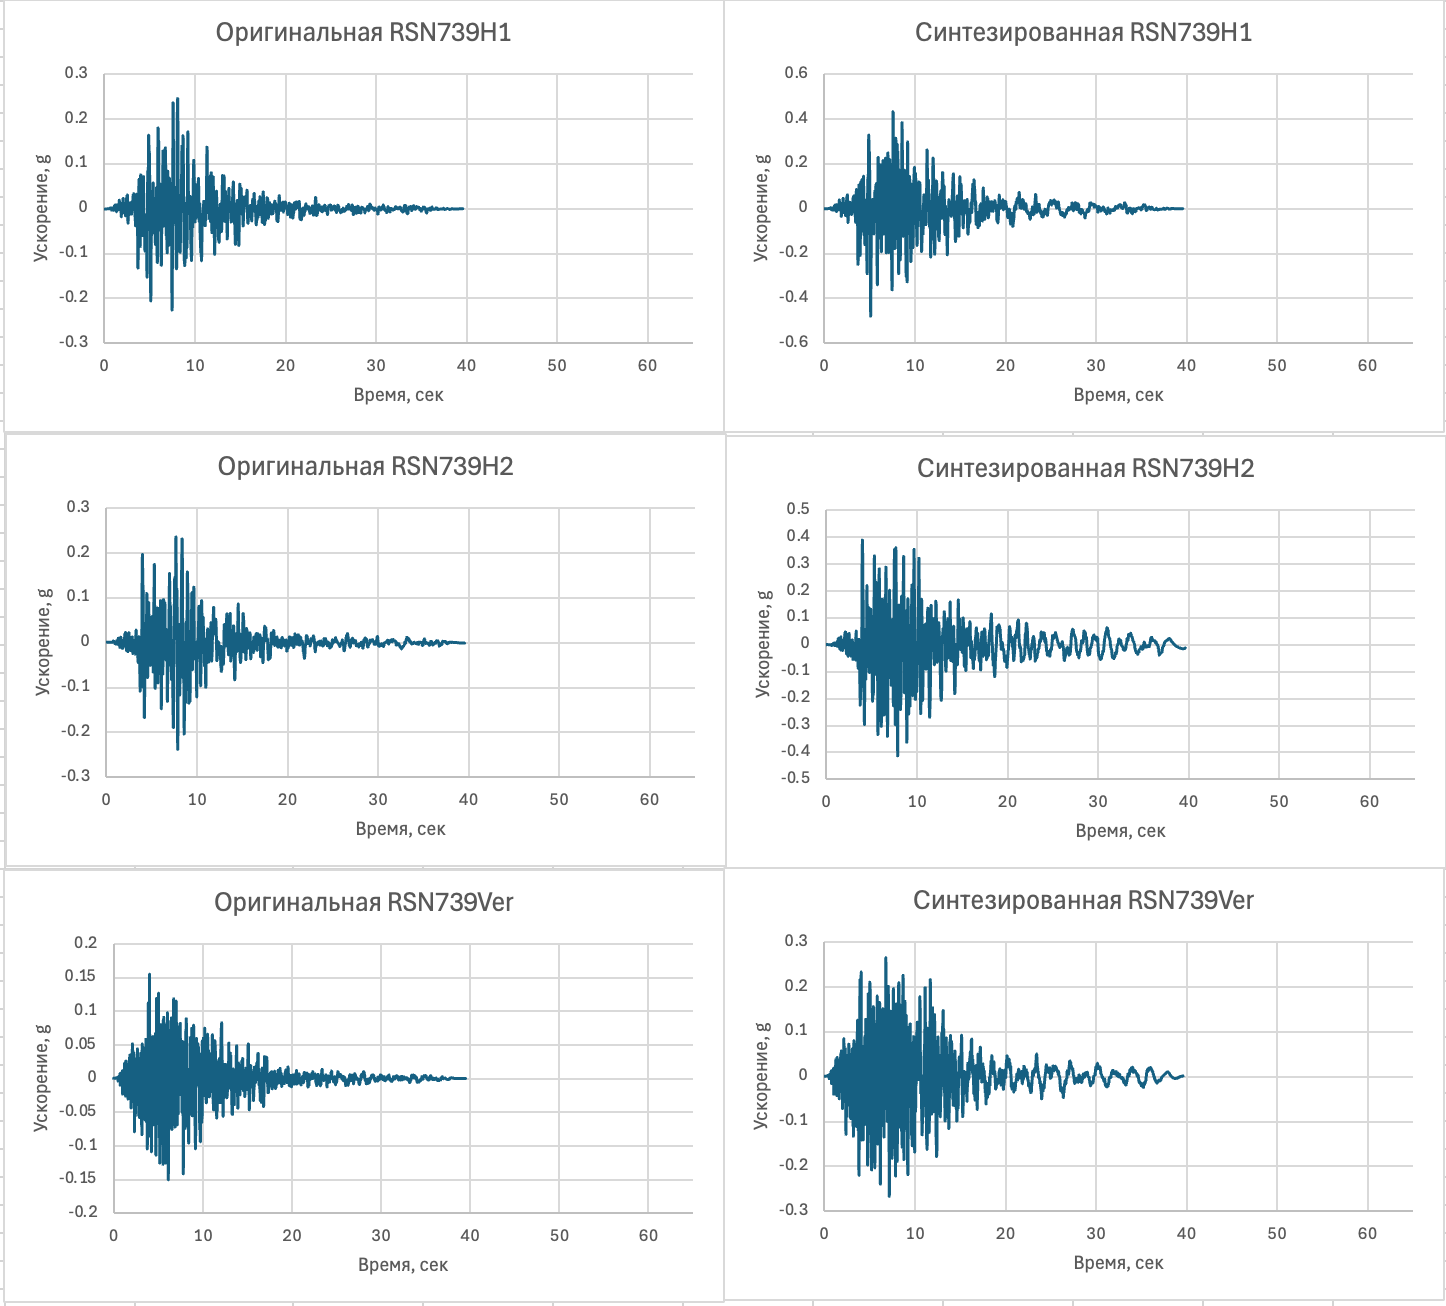 Оригинальная RSN739H1
0.3
0.2
0.1
0
-0.1
-0.2
-0.3
Ускорение, g
0 10 20 30 40 50 60
Время, сек
Синтезированная RSN739H1
0.6
0.4
0.2
0
-0.2
-0.4
-0.6
Ускорение, g
0 10 20 30 40 50 60
Время, сек
Оригинальная RSN739H2
0.3
0.2
0.1
0
-0.1
-0.2
-0.3
Ускорение, g
0 10 20 30 40 50 60
Время, сек
Синтезированная RSN739H2
0.5
0.4
0.3
0.2
0.1
0
-0.1
-0.2
-0.3
-0.4
-0.5
Ускорение, g
0 10 20 30 40 50 60
Время, сек
Оригинальная RSN739Ver
0.2
0.15
0.1
0.05
0
-0.05
-0.1
-0.15
-0.2
Ускорение, g
0 10 20 30 40 50 60
Время, сек
Синтезированная RSN739Ver
0.3
0.2
0.1
0
-0.1
-0.2
-0.3
Ускорение, g
0 10 20 30 40 50 60
Время, сек